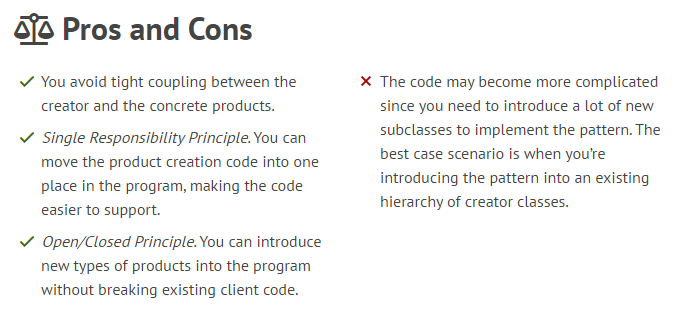 Pros and Cons
You avoid tight coupling between the
creator and the concrete products.
Single Responsibility Principle. You can
move the product creation code into one
place in the program, making the code
easier to support.
Open/Closed Principle. You can introduce
new types of products into the program
without breaking existing client code.
The code may become more complicated
since you need to introduce a lot of new
subclasses to implement the pattern. The
best case scenario is when you’re
introducing the pattern into an existing
hierarchy of creator classes.